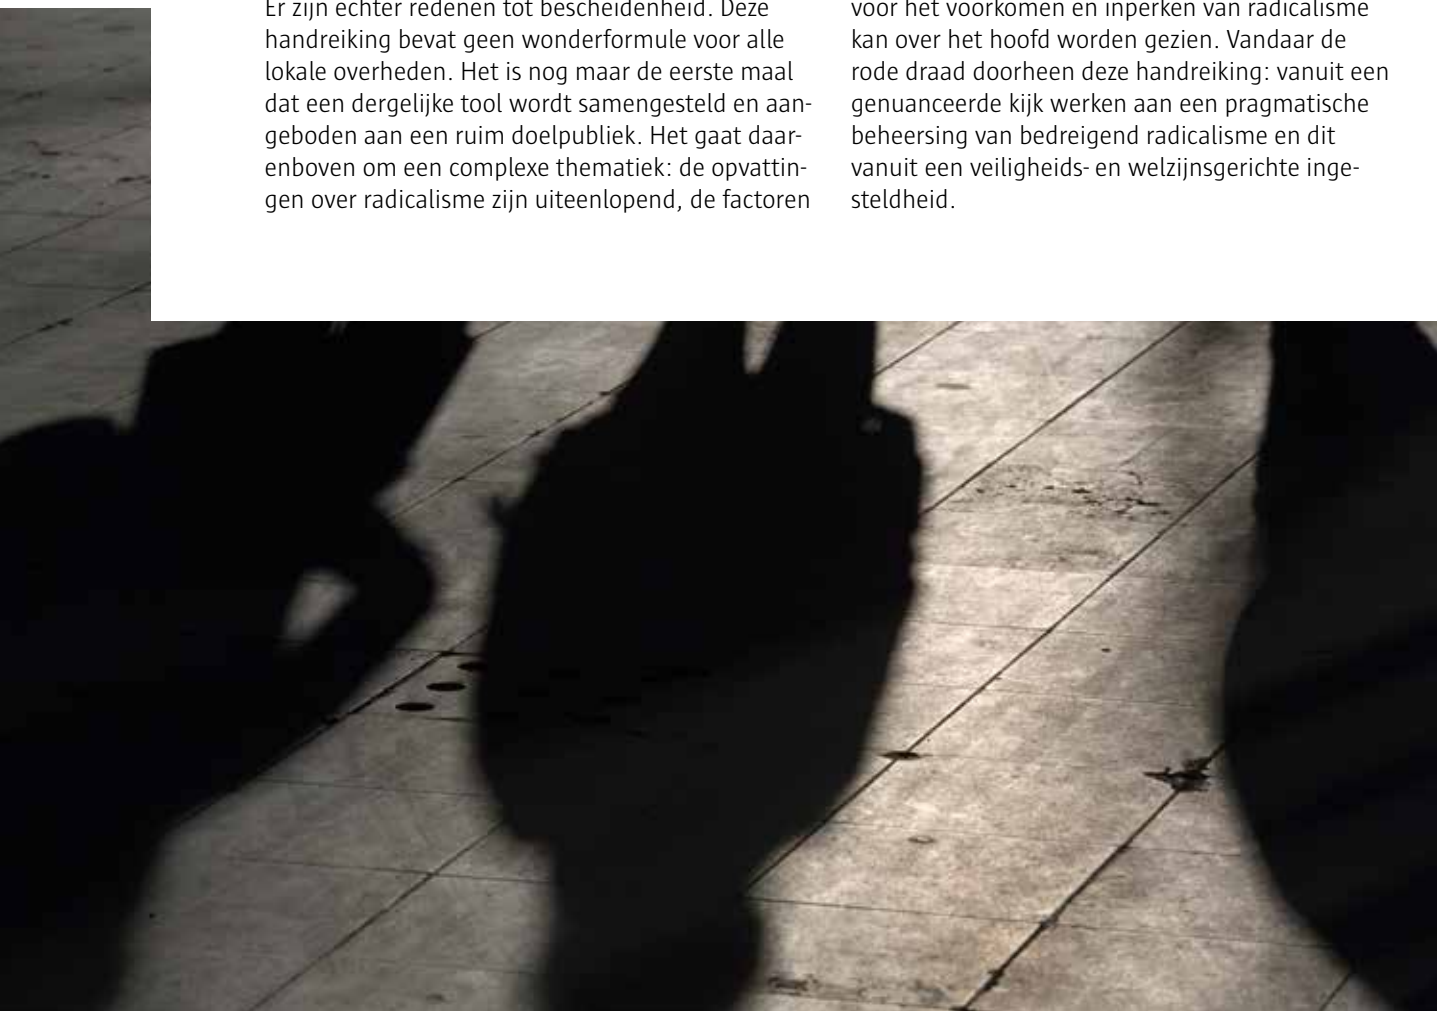 Er zijn echter redenen tot bescheidenheid. Deze
handreiking bevat geen wonderformule voor alle
lokale overheden. Het is nog maar de eerste maal
dat een dergelijke tool wordt samengesteld en aan-
geboden aan een ruim doelpubliek. Het gaat daar-
enboven om een complexe thematiek: de opvattin-
gen over radicalisme zijn uiteenlopend, de factoren
voor het voorkomen en inperken van radicalisme
kan over het hoofd worden gezien. Vandaar de
rode draad doorheen deze handreiking: vanuit een
genuanceerde kijk werken aan een pragmatische
beheersing van bedreigend radicalisme en dit
vanuit een veiligheids- en welzijnsgerichte inge-
steldheid.